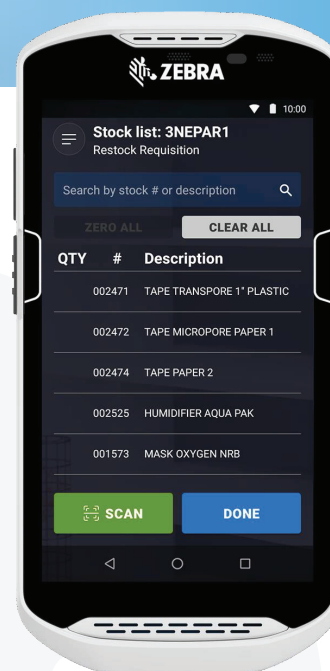 ZEBRA
10:00
Stock list: 3NEPAR1
Restock Requisition
Search by stock # or description
ZERO ALL CLEAR ALL
QTY # Description
002471 TAPE TRANSPORE 1" PLASTIC
002472 TAPE MICROPORE PAPER 1
002474 TAPE PAPER 2
002525 HUMIDIFIER AQUA PAK
001573 MASK OXYGEN NRB
SCAN DONE